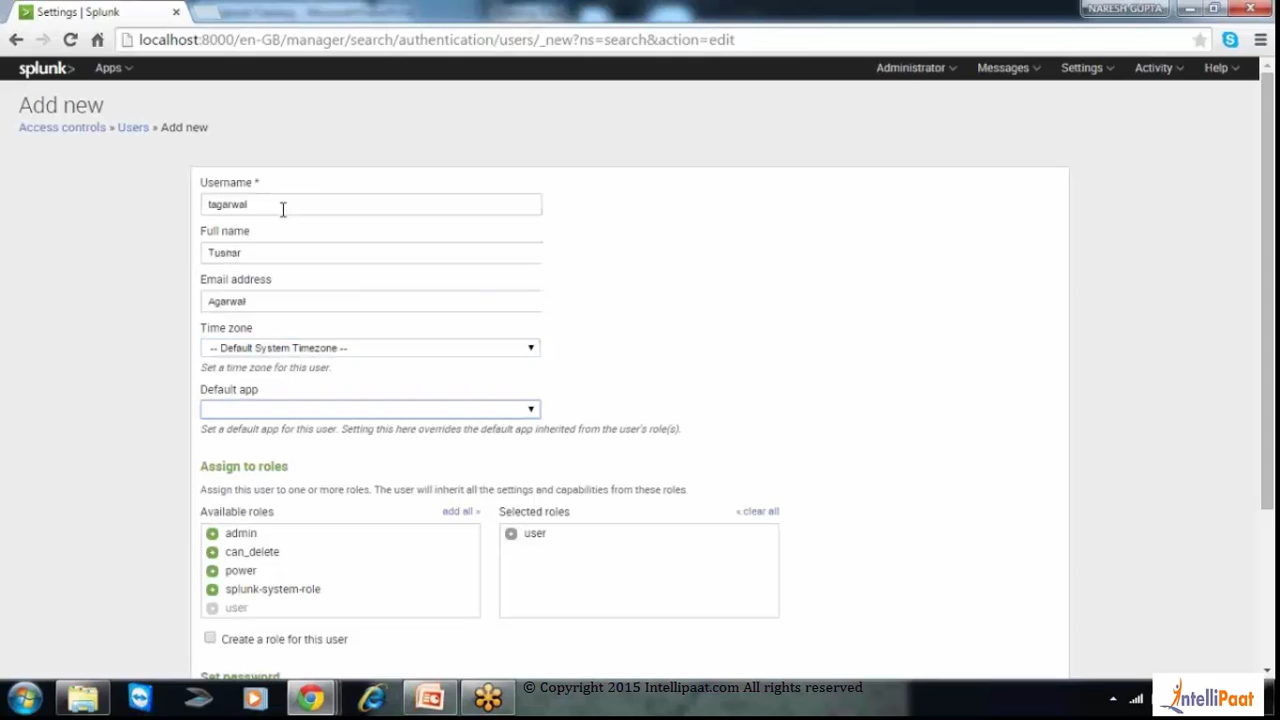 Settings | Splunk
NARESH GUPTA
localhost:8000/en-GB/manager/search/authentication/users/_new?ns=search&action=edit
splunk> Apps Administrator Messages Settings Activity Help
Add new
Access controls » Users » Add new
Username *
tagarwal
Full name
Tushar
Email address
Agarwal
Time zone
-- Default System Timezone --
Set a time zone for this user.
Default app
Set a default app for this user. Setting this here overrides the default app inherited from the user's role(s).
Assign to roles
Assign this user to one or more roles. The user will inherit all the settings and capabilities from these roles.
Available roles add all » Selected roles « clear all
admin user
can_delete
power
splunk-system-role
user
Create a role for this user
Set password
© Copyright 2015 Intellipaat.com All rights reserved
IntelliPaat